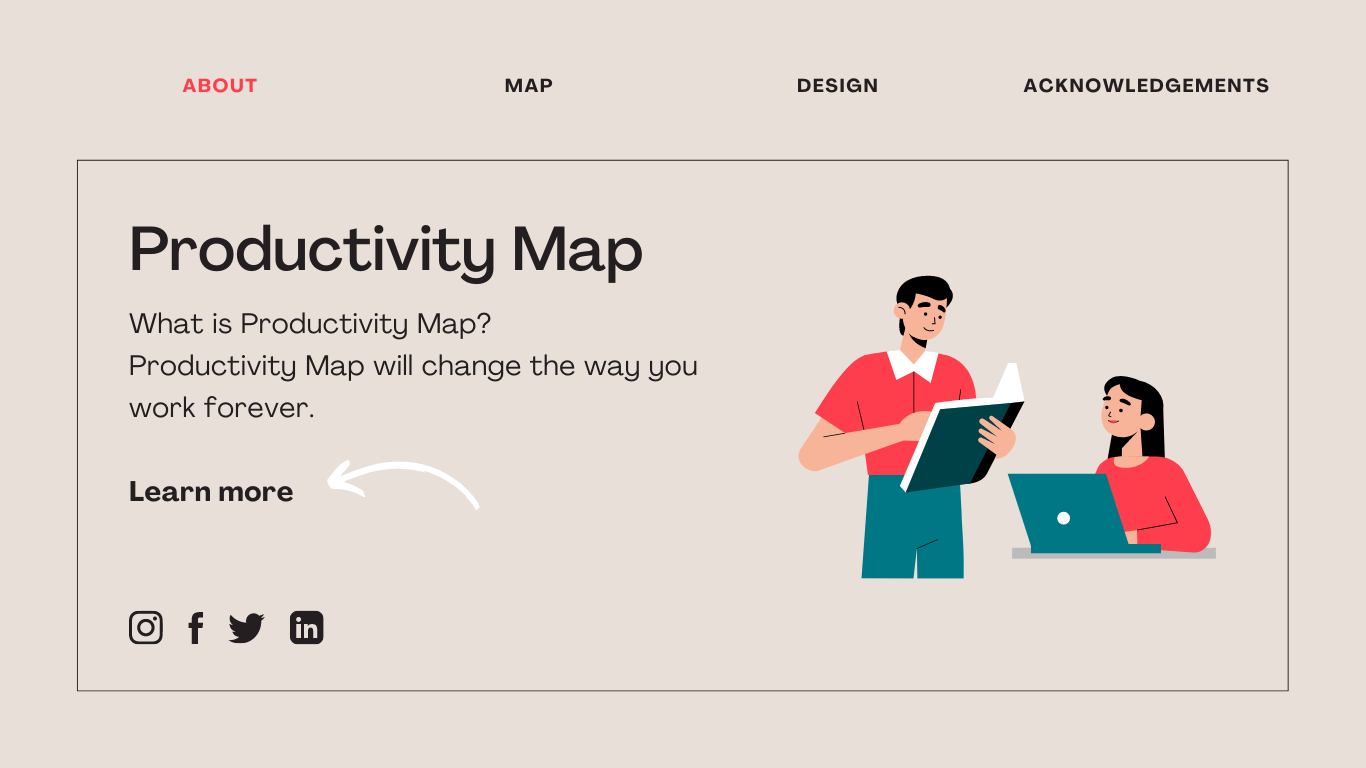 ABOUT
MAP
DESIGN
ACKNOWLEDGEMENTS
Productivity Map
What is Productivity Map?
Productivity Map will change the way you
work forever.
Learn more